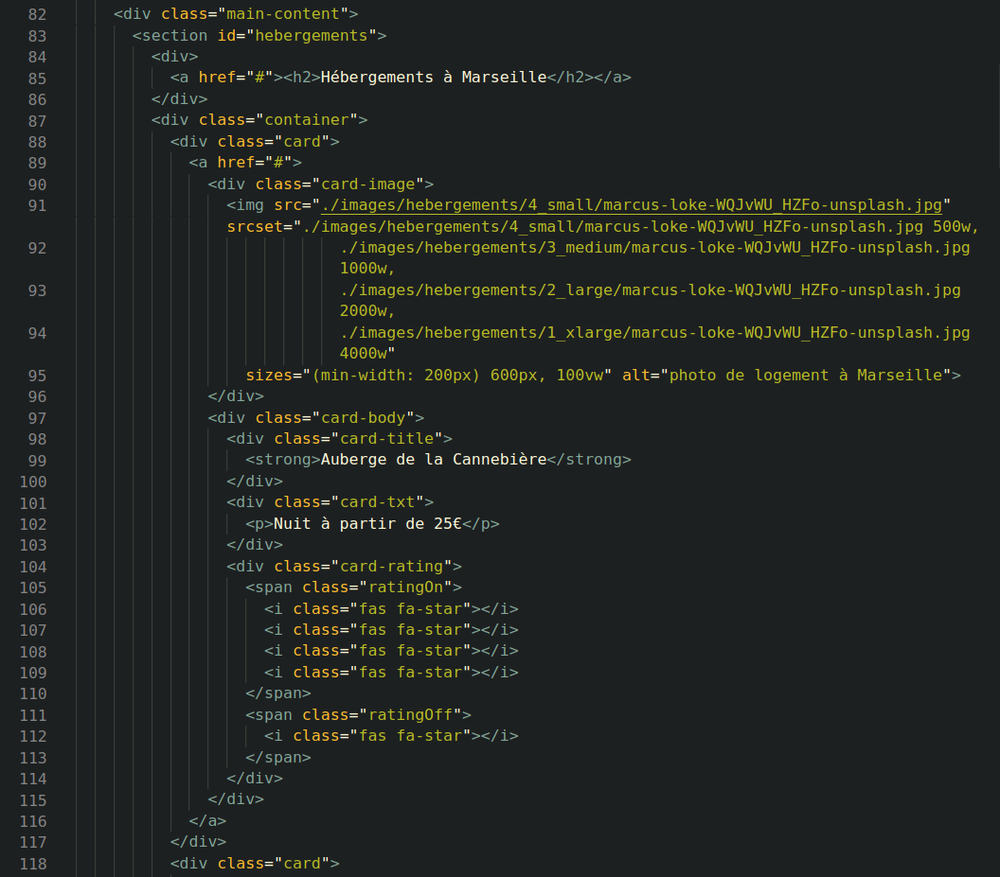 82 <div class="main-content">
83 <section id="hebergements">
84 <div>
85 <a href="#"><h2>Hébergements à Marseille</h2></a>
86 </div>
87 <div class="container">
88 <div class="card">
89 <a href="#">
90 <div class="card-image">
91 <img src="./images/hebergements/4_small/marcus-loke-WQJvWU_HZFo-unsplash.jpg"
srcset="./images/hebergements/4_small/marcus-loke-WQJvWU_HZFo-unsplash.jpg 500w,
92 ./images/hebergements/3_medium/marcus-loke-WQJvWU_HZFo-unsplash.jpg
1000w,
93 ./images/hebergements/2_large/marcus-loke-WQJvWU_HZFo-unsplash.jpg
2000w,
94 ./images/hebergements/1_xlarge/marcus-loke-WQJvWU_HZFo-unsplash.jpg
4000w"
95 sizes="(min-width: 200px) 600px, 100vw" alt="photo de logement à Marseille">
96 </div>
97 <div class="card-body">
98 <div class="card-title">
99 <strong>Auberge de la Cannebière</strong>
100 </div>
101 <div class="card-txt">
102 <p>Nuit à partir de 25€</p>
103 </div>
104 <div class="card-rating">
105 <span class="ratingOn">
106 <i class="fas fa-star"></i>
107 <i class="fas fa-star"></i>
108 <i class="fas fa-star"></i>
109 <i class="fas fa-star"></i>
110 </span>
111 <span class="ratingOff">
112 <i class="fas fa-star"></i>
113 </span>
114 </div>
115 </div>
116 </a>
117 </div>
118 <div class="card">